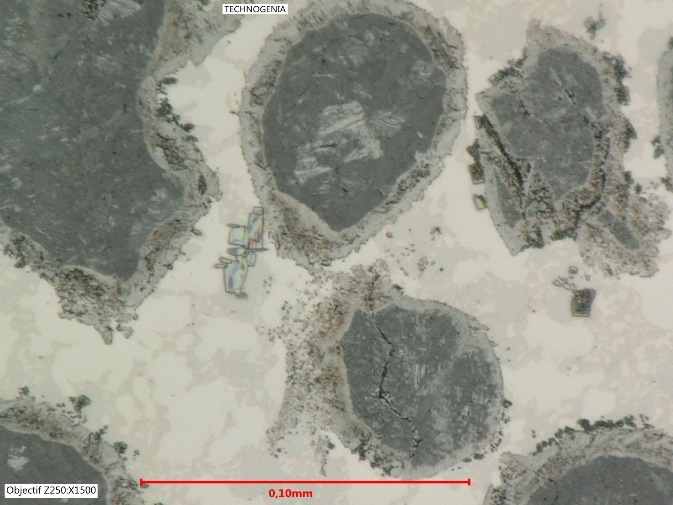 TECHNOGENIA
Objectif Z250:X1500
0,10mm